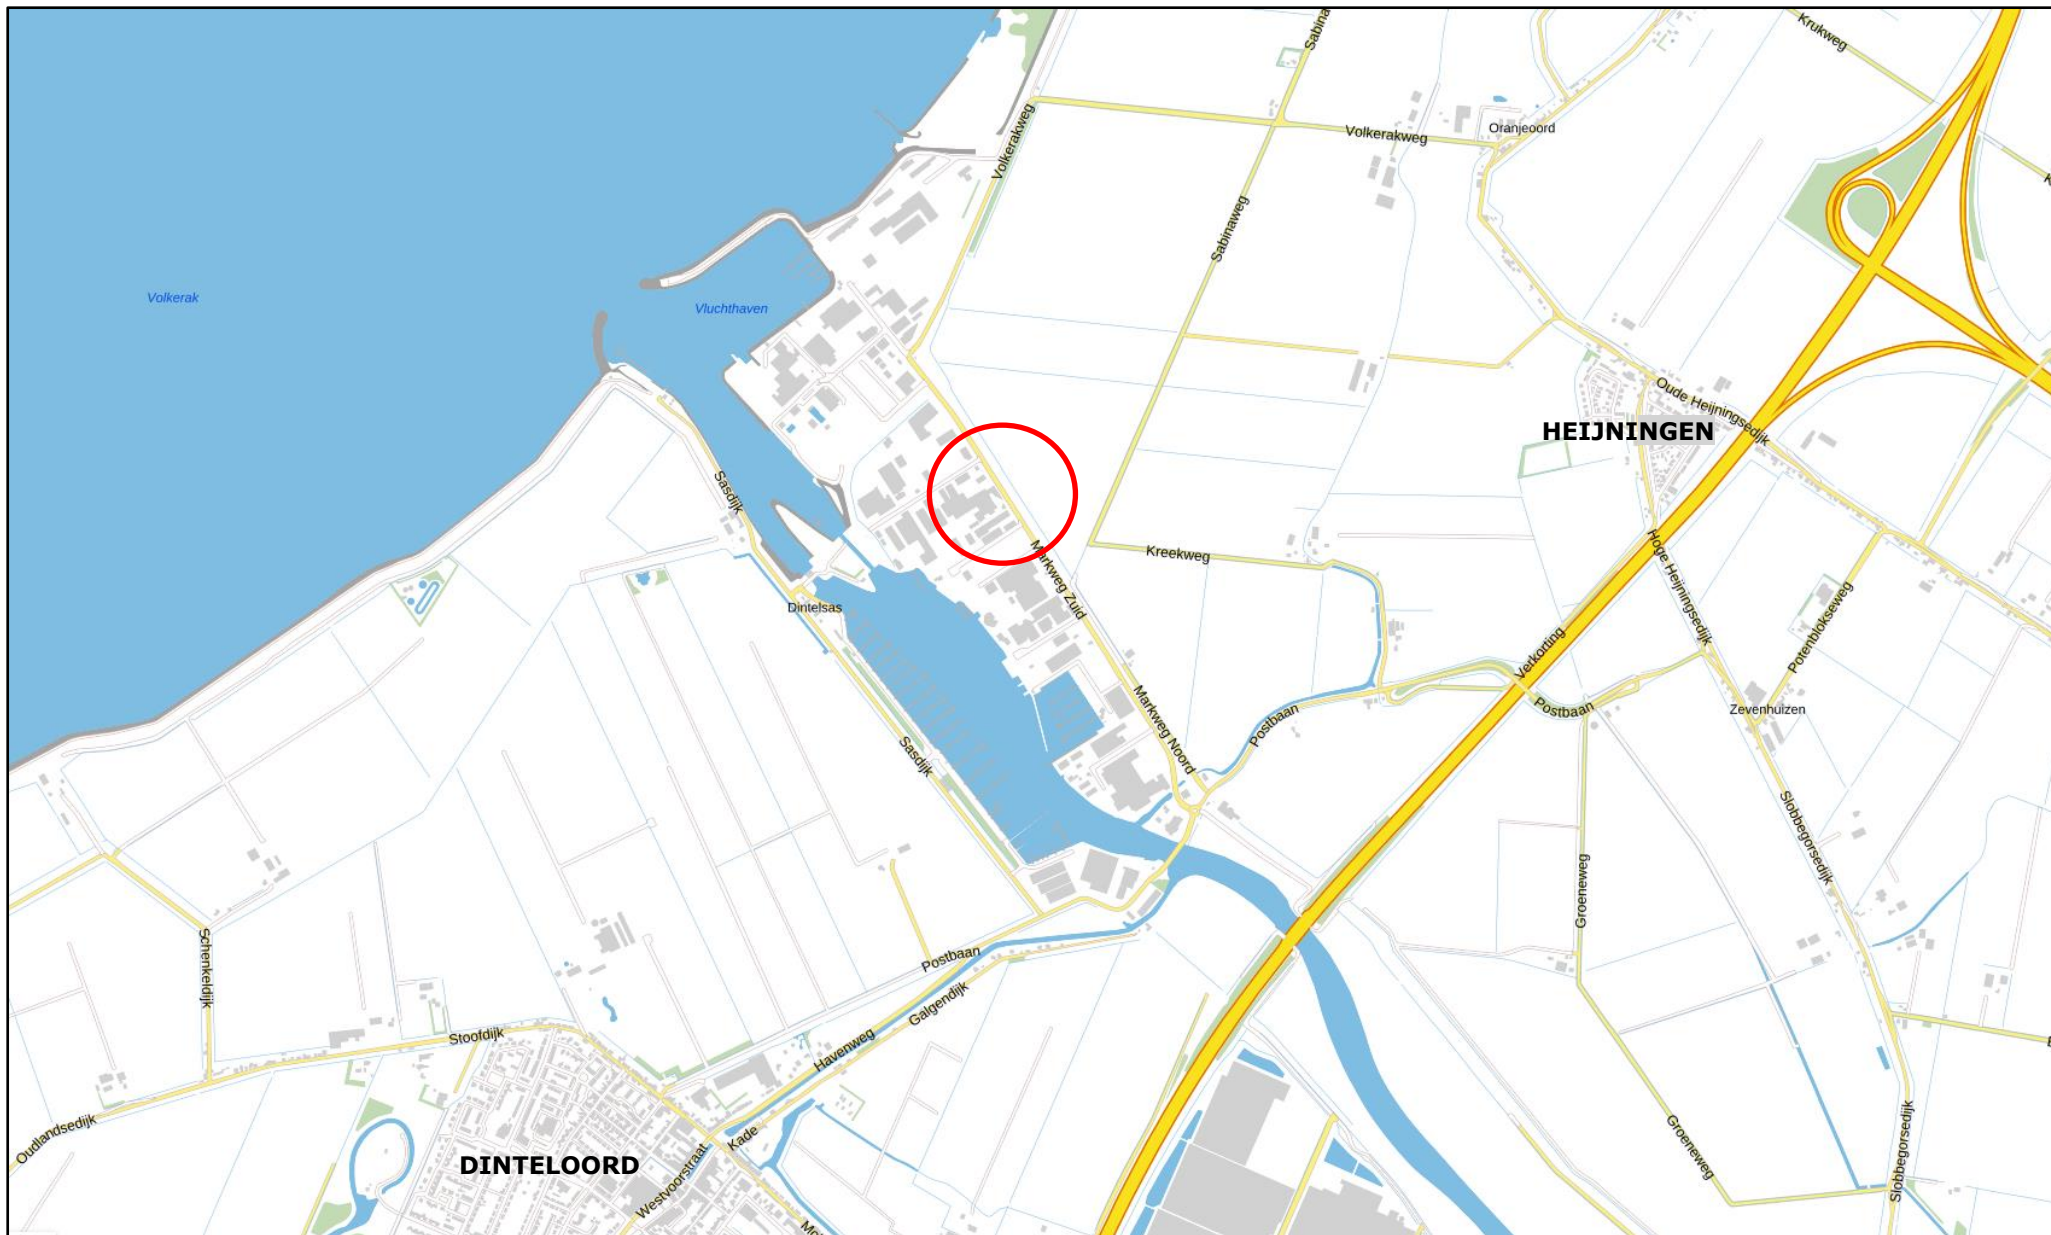 Sabina
Krukweg
Volkerakweg
Volkerakweg
Oranjeoord
Sabinaweg
Volkerak
Vluchthaven
Oude Heijningsedijk
HEIJNINGEN
Sasdijk
Markweg Zuid
Kreekweg
Hoge Heijningsedijk
Potenblokseweg
Dintelsas
Verkorting
Postbaan
Postbaan
Zevenhuizen
Markweg Noord
Sasdijk
Slobbegorsedijk
Groeneweg
Schenkeldijk
Postbaan
Galgendijk
Havenweg
Stoofdijk
Oudlandsedijk
Kade
Westvoorstraat
DINTELOORD
Groeneweg
Slobbegorsedijk